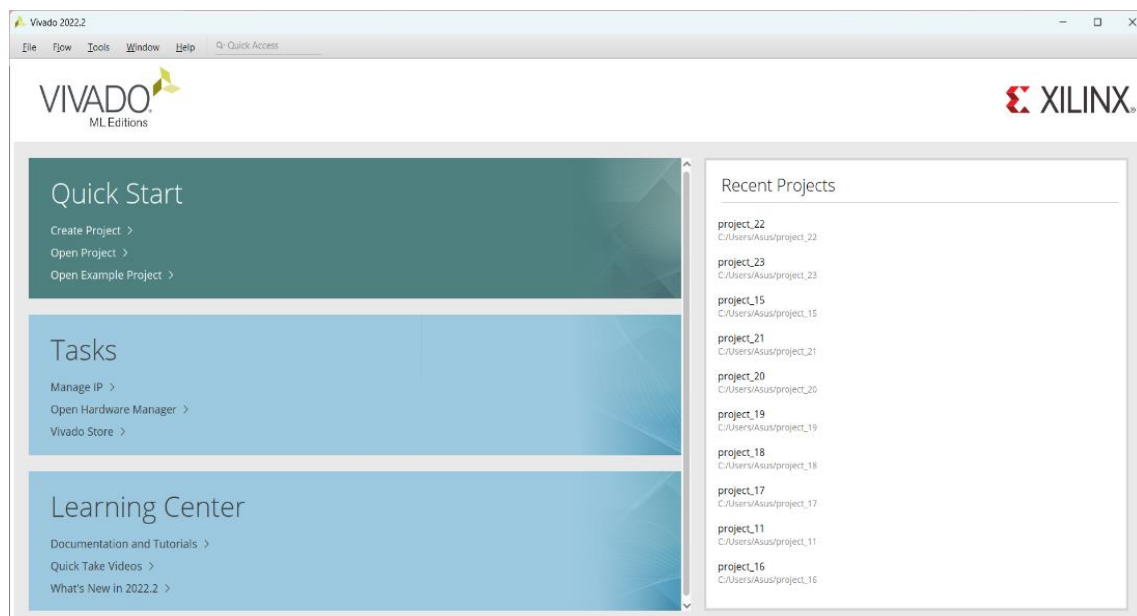 Vivado 2022.2
File Flow Tools Window Help Quick Access
VIVADO
ML Editions
XILINX
Quick Start
Create Project >
Open Project >
Open Example Project >
Tasks
Manage IP >
Open Hardware Manager >
Vivado Store >
Learning Center
Documentation and Tutorials >
Quick Take Videos >
What's New in 2022.2 >
Recent Projects
project_22
C:/Users/Asus/project_22
project_23
C:/Users/Asus/project_23
project_15
C:/Users/Asus/project_15
project_21
C:/Users/Asus/project_21
project_20
C:/Users/Asus/project_20
project_19
C:/Users/Asus/project_19
project_18
C:/Users/Asus/project_18
project_17
C:/Users/Asus/project_17
project_11
C:/Users/Asus/project_11
project_16
C:/Users/Asus/project_16